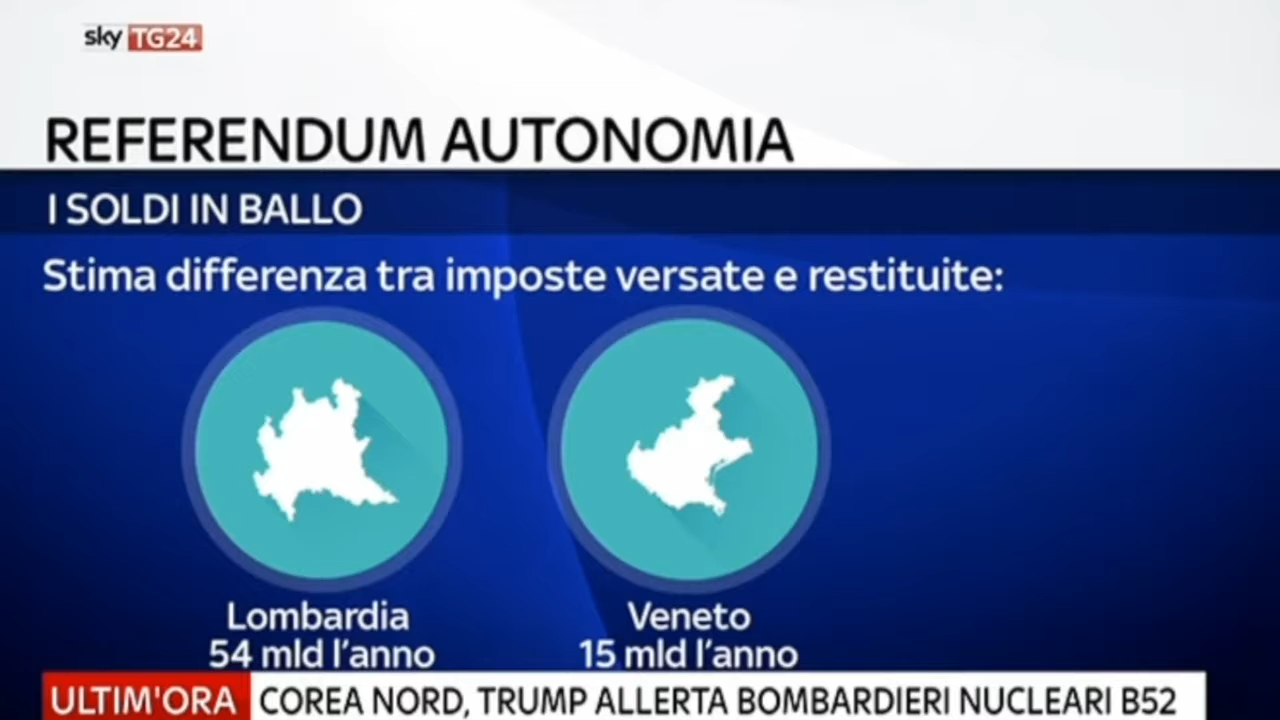 sky TG24
REFERENDUM AUTONOMIA
I SOLDI IN BALLO
Stima differenza tra imposte versate e restituite:
Lombardia
54 mld l'anno
Veneto
15 mld l'anno
ULTIM'ORA COREA NORD, TRUMP ALLERTA BOMBARDIERI NUCLEARI B52